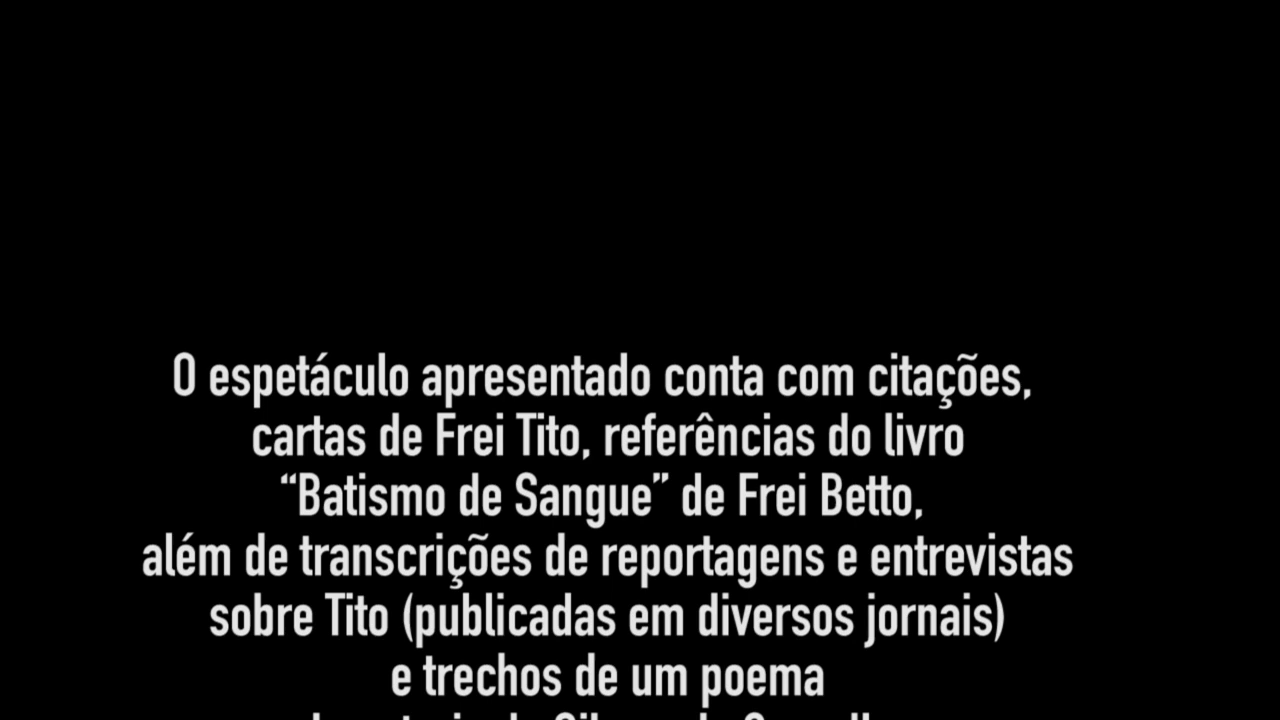 O espetáculo apresentado conta com citações,
cartas de Frei Tito, referências do livro
“Batismo de Sangue” de Frei Betto,
além de transcrições de reportagens e entrevistas
sobre Tito (publicadas em diversos jornais)
e trechos de um poema